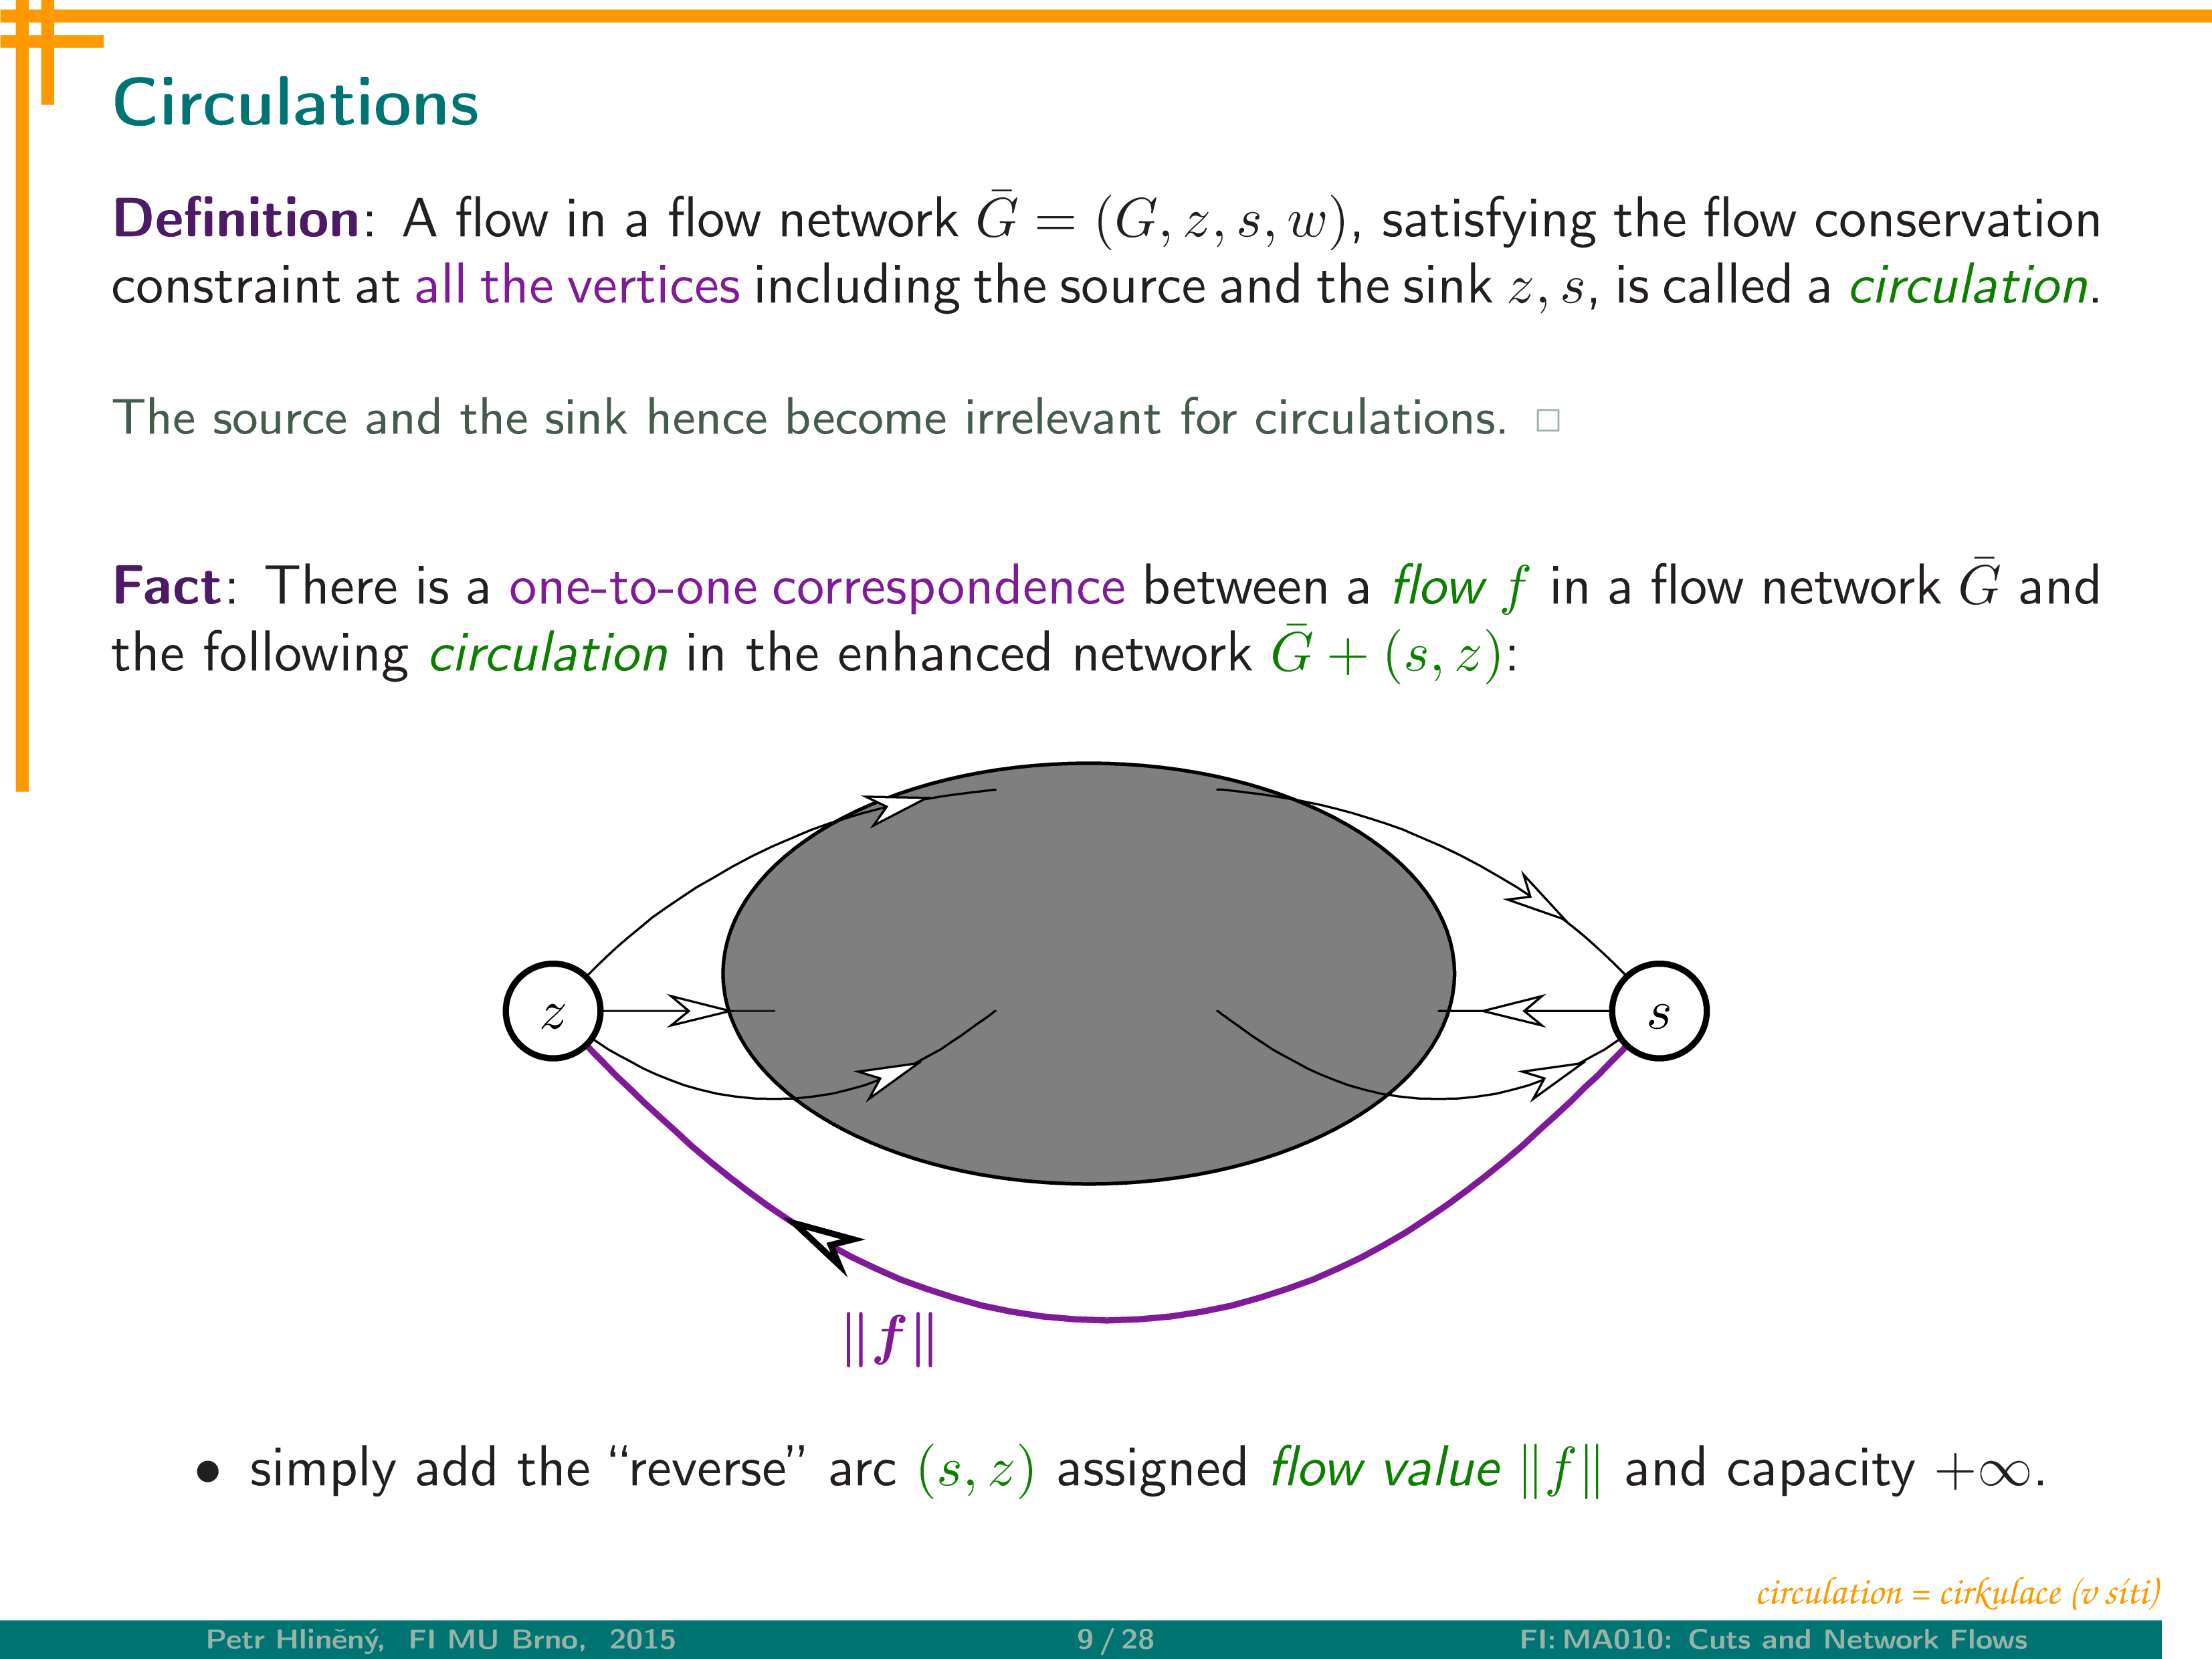 Circulations
Definition: A flow in a flow network Ḡ = (G, z, s, w), satisfying the flow conservation
constraint at all the vertices including the source and the sink z, s, is called a circulation.
The source and the sink hence become irrelevant for circulations. □
Fact: There is a one-to-one correspondence between a flow f in a flow network Ḡ and
the following circulation in the enhanced network Ḡ + (s, z):
z
s
‖f‖
• simply add the “reverse” arc (s, z) assigned flow value ‖f‖ and capacity +∞.
circulation = cirkulace (v síti)
Petr Hliněný, FI MU Brno, 2015 9 / 28 FI: MA010: Cuts and Network Flows